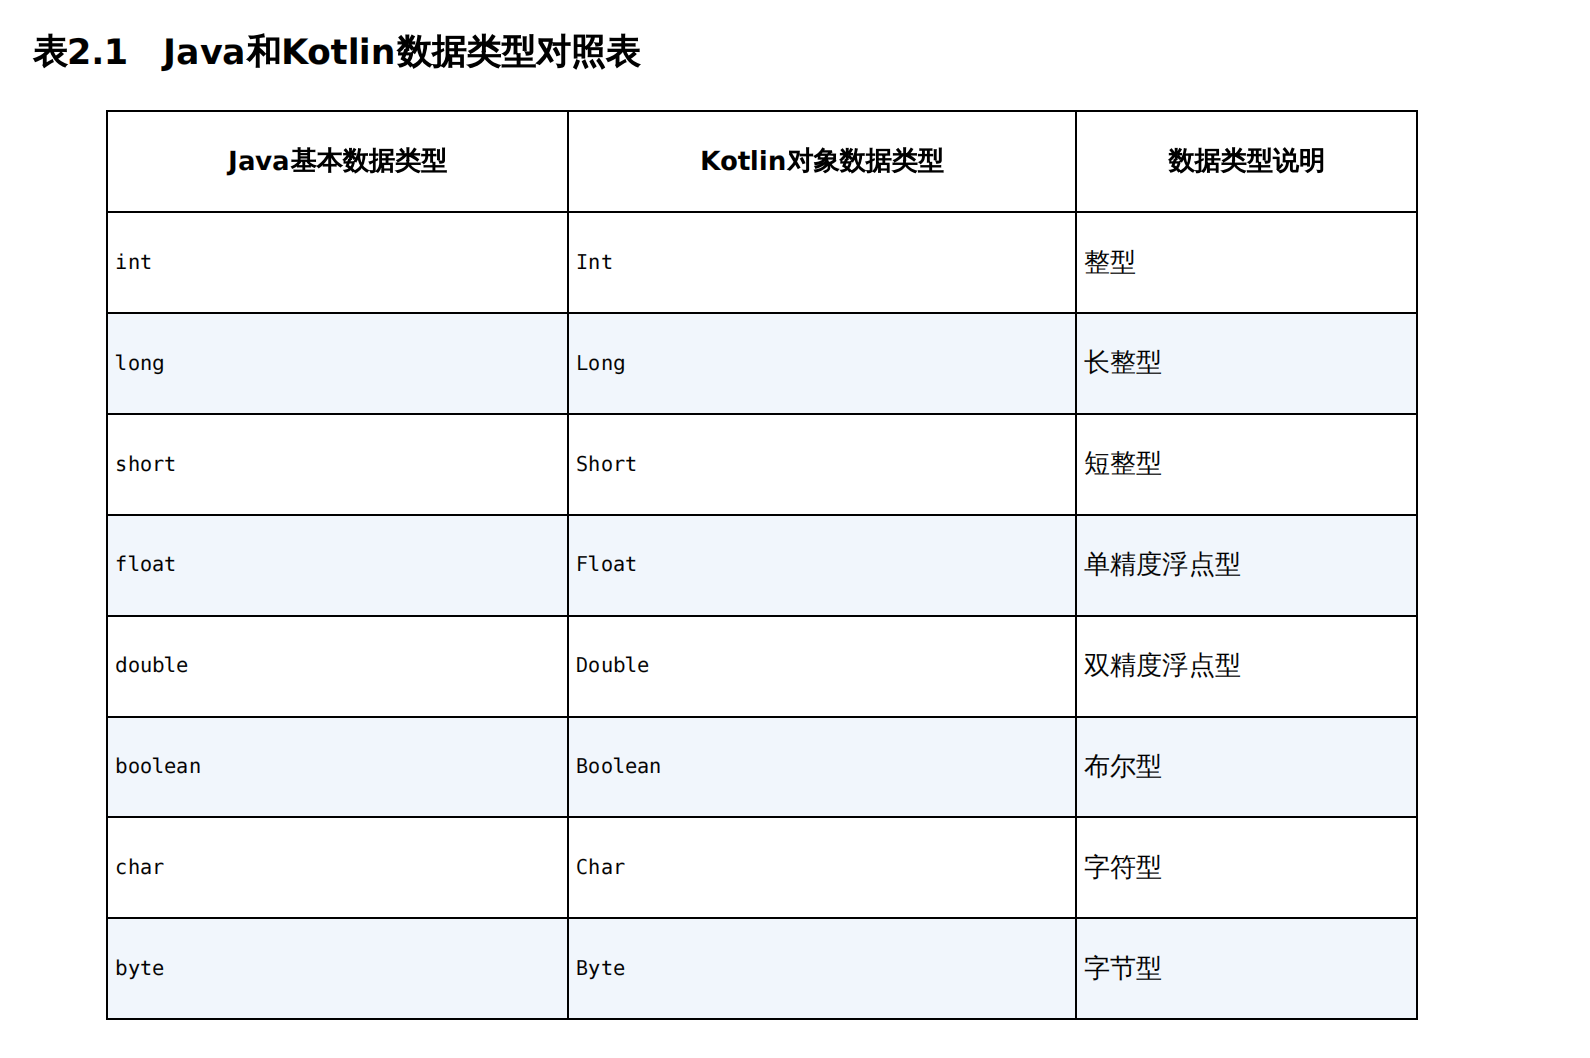 表2.1 Java和Kotlin数据类型对照表
Java基本数据类型 Kotlin对象数据类型 数据类型说明
int Int 整型
long Long 长整型
short Short 短整型
float Float 单精度浮点型
double Double 双精度浮点型
boolean Boolean 布尔型
char Char 字符型
byte Byte 字节型